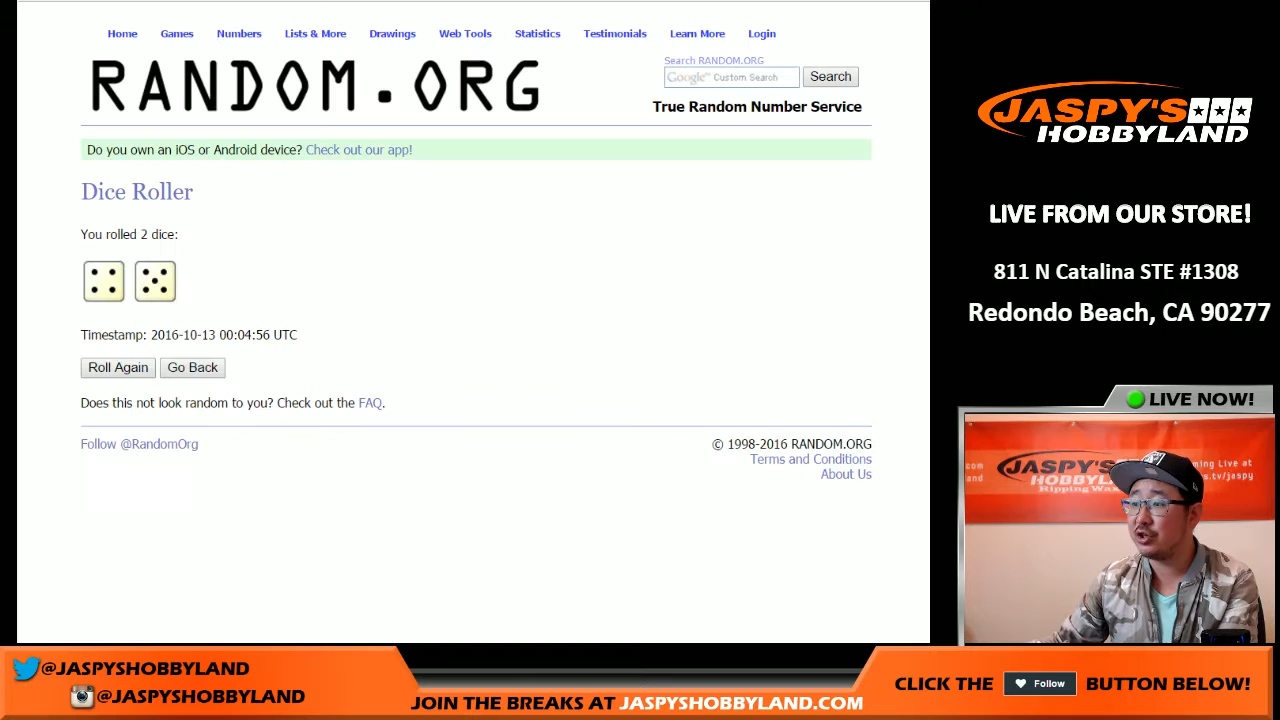 Home Games Numbers Lists & More Drawings Web Tools Statistics Testimonials Learn More Login
RANDOM.ORG
Search RANDOM.ORG
Google™ Custom Search Search
True Random Number Service
Do you own an iOS or Android device? Check out our app!
Dice Roller
You rolled 2 dice:
Timestamp: 2016-10-13 00:04:56 UTC
Roll Again Go Back
Does this not look random to you? Check out the FAQ.
Follow @RandomOrg
© 1998-2016 RANDOM.ORG
Terms and Conditions
About Us
JASPY'S
HOBBYLAND
LIVE FROM OUR STORE!
811 N Catalina STE #1308
Redondo Beach, CA 90277
LIVE NOW!
JASPY'S
HOBBYLAND
Ripping Wax
.com
and
ming Live at
s.tv/jaspy
@JASPYSHOBBYLAND
@JASPYSHOBBYLAND
JOIN THE BREAKS AT JASPYSHOBBYLAND.COM
CLICK THE Follow BUTTON BELOW!